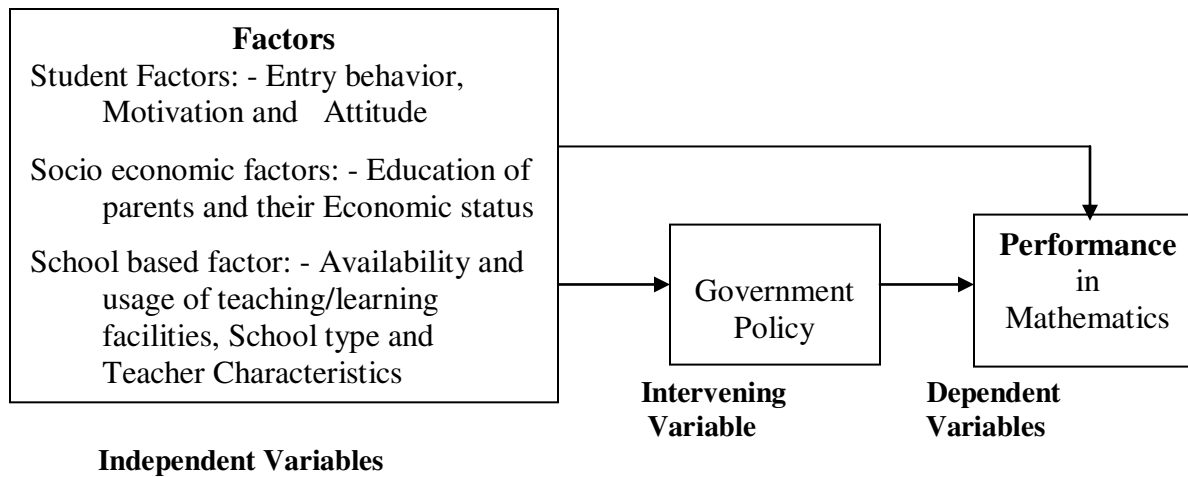 Factors
Student Factors: - Entry behavior,
Motivation and Attitude
Socio economic factors: - Education of
parents and their Economic status
School based factor: - Availability and
usage of teaching/learning
facilities, School type and
Teacher Characteristics
Government
Policy
Performance
in
Mathematics
Intervening
Variable
Dependent
Variables
Independent Variables